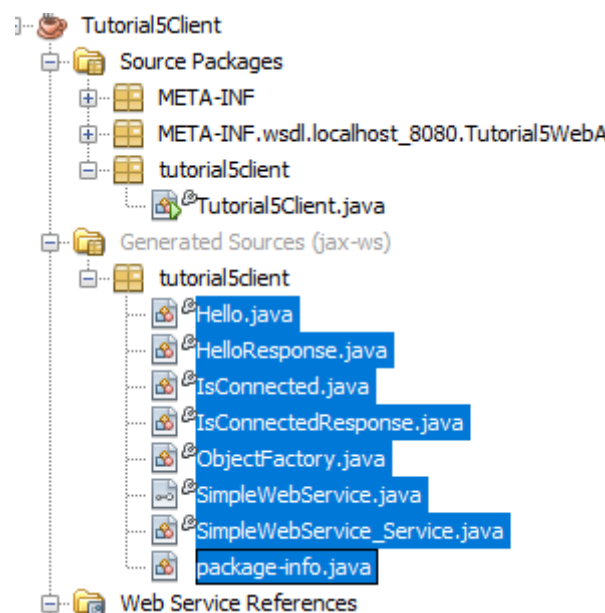 Tutorial5Client
Source Packages
META-INF
META-INF.wsdl.localhost_8080.Tutorial5WebA
tutorial5client
Tutorial5Client.java
Generated Sources (jax-ws)
tutorial5client
Hello.java
HelloResponse.java
IsConnected.java
IsConnectedResponse.java
ObjectFactory.java
SimpleWebService.java
SimpleWebService_Service.java
package-info.java
Web Service References